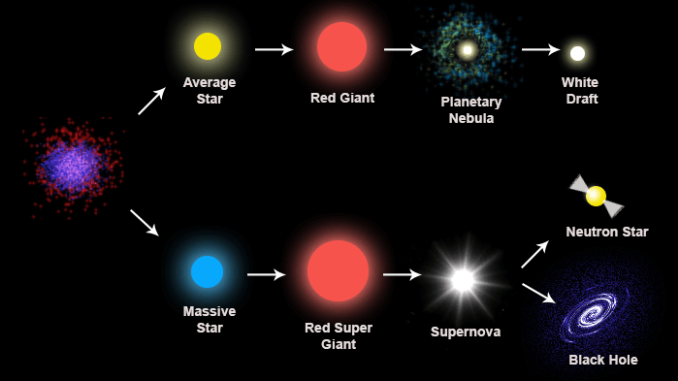 Average
Star
Red Giant
Planetary
Nebula
White
Draft
Neutron Star
Massive
Star
Red Super
Giant
Supernova
Black Hole